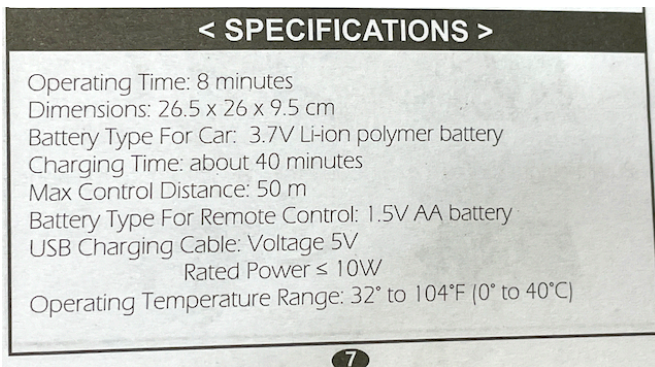 < SPECIFICATIONS >
Operating Time: 8 minutes
Dimensions: 26.5 x 26 x 9.5 cm
Battery Type For Car: 3.7V Li-ion polymer battery
Charging Time: about 40 minutes
Max Control Distance: 50 m
Battery Type For Remote Control: 1.5V AA battery
USB Charging Cable: Voltage 5V
Rated Power ≤ 10W
Operating Temperature Range: 32° to 104°F (0° to 40°C)
7